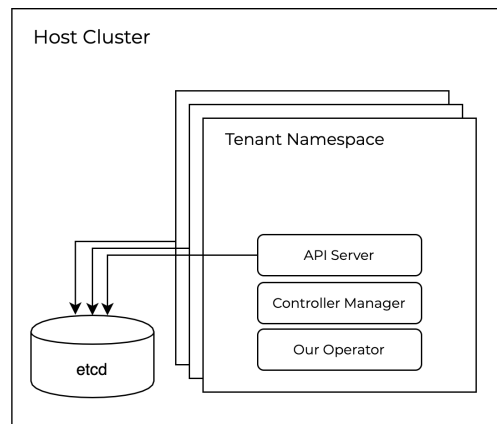 Host Cluster
Tenant Namespace
API Server
Controller Manager
Our Operator
etcd